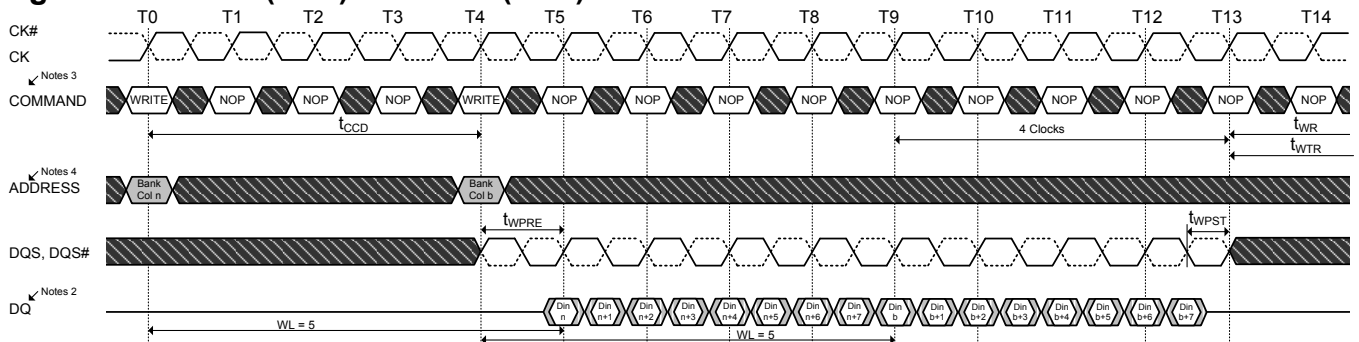 T0 T1 T2 T3 T4 T5 T6 T7 T8 T9 T10 T11 T12 T13 T14
CK#
CK
Notes 3
COMMAND WRITE NOP NOP NOP WRITE NOP NOP NOP NOP NOP NOP NOP NOP NOP NOP
tCCD 4 Clocks tWR
tWTR
Notes 4
ADDRESS
Bank
Col n
Bank
Col b
tWPRE tWPST
DQS, DQS#
Notes 2
DQ
Din n
Din n+1
Din n+2
Din n+3
Din n+4
Din n+5
Din n+6
Din n+7
Din b
Din b+1
Din b+2
Din b+3
Din b+4
Din b+5
Din b+6
Din b+7
WL = 5
WL = 5